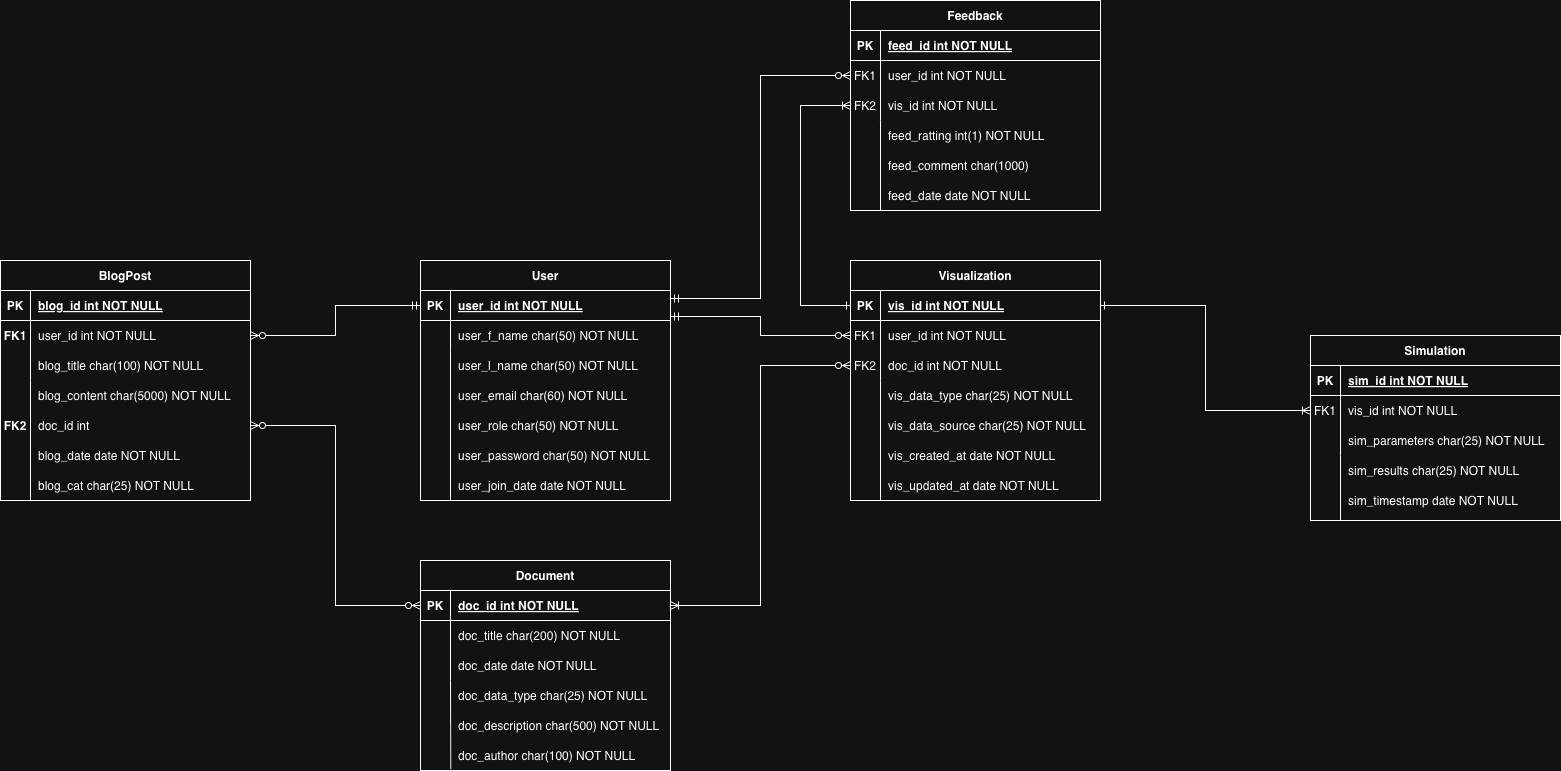 Feedback
PK feed_id int NOT NULL
FK1 user_id int NOT NULL
FK2 vis_id int NOT NULL
feed_ratting int(1) NOT NULL
feed_comment char(1000)
feed_date date NOT NULL
BlogPost
PK blog_id int NOT NULL
FK1 user_id int NOT NULL
blog_title char(100) NOT NULL
blog_content char(5000) NOT NULL
FK2 doc_id int
blog_date date NOT NULL
blog_cat char(25) NOT NULL
User
PK user_id int NOT NULL
user_f_name char(50) NOT NULL
user_l_name char(50) NOT NULL
user_email char(60) NOT NULL
user_role char(50) NOT NULL
user_password char(50) NOT NULL
user_join_date date NOT NULL
Visualization
PK vis_id int NOT NULL
FK1 user_id int NOT NULL
FK2 doc_id int NOT NULL
vis_data_type char(25) NOT NULL
vis_data_source char(25) NOT NULL
vis_created_at date NOT NULL
vis_updated_at date NOT NULL
Simulation
PK sim_id int NOT NULL
FK1 vis_id int NOT NULL
sim_parameters char(25) NOT NULL
sim_results char(25) NOT NULL
sim_timestamp date NOT NULL
Document
PK doc_id int NOT NULL
doc_title char(200) NOT NULL
doc_date date NOT NULL
doc_data_type char(25) NOT NULL
doc_description char(500) NOT NULL
doc_author char(100) NOT NULL